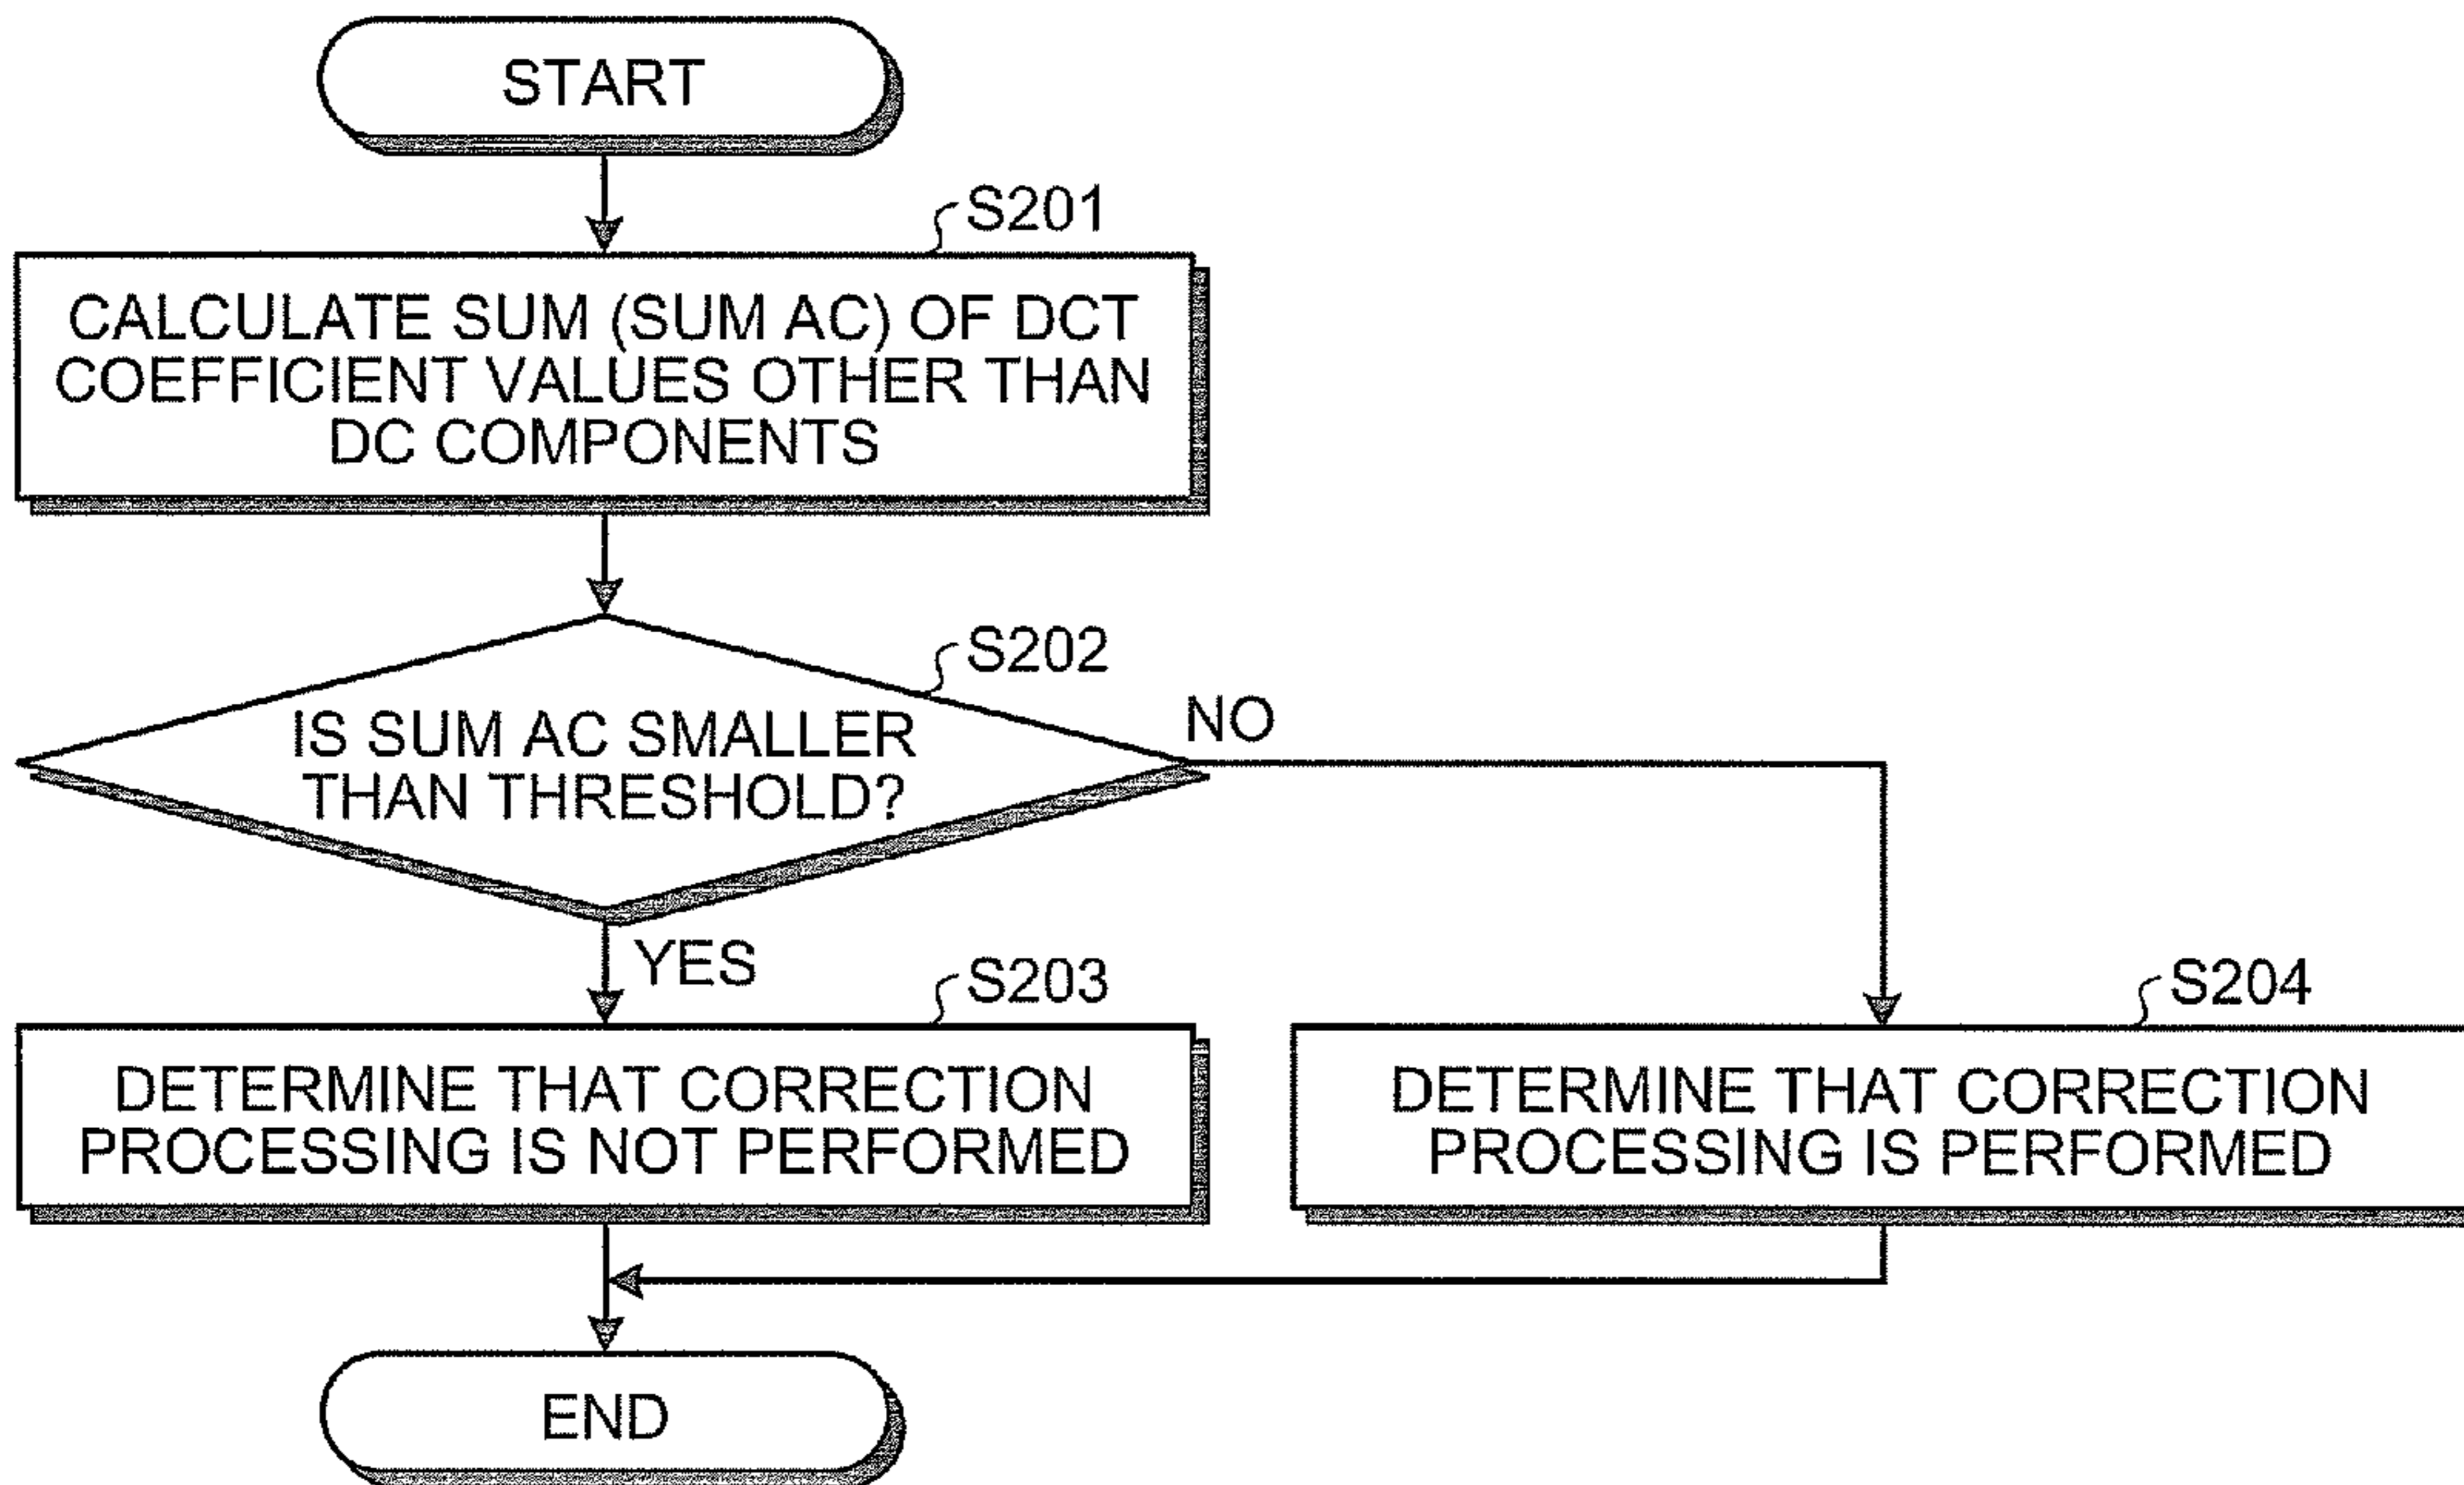 START
S201
CALCULATE SUM (SUM AC) OF DCT
COEFFICIENT VALUES OTHER THAN
DC COMPONENTS
S202
IS SUM AC SMALLER
THAN THRESHOLD?
NO
YES
S203
DETERMINE THAT CORRECTION
PROCESSING IS NOT PERFORMED
S204
DETERMINE THAT CORRECTION
PROCESSING IS PERFORMED
END